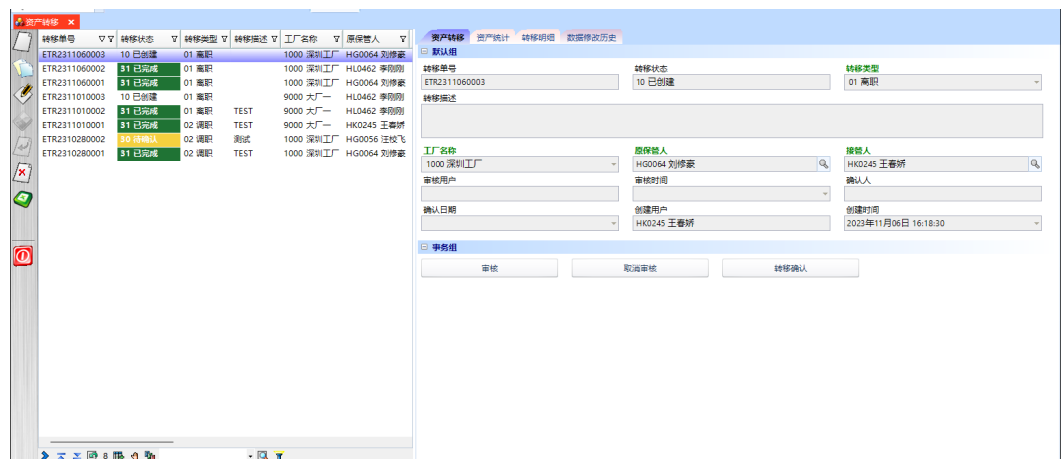 资产转移
转移单号 转移状态 转移类型 转移描述 工厂名称 原保管人
ETR2311060003 10 已创建 01 离职 1000 深圳工厂 HG0064 刘修豪
ETR2311060002 31 已完成 01 离职 1000 深圳工厂 HL0462 李刚刚
ETR2311060001 31 已完成 01 离职 1000 深圳工厂 HG0064 刘修豪
ETR2311010003 10 已创建 01 离职 9000 大厂一 HL0462 李刚刚
ETR2311010002 31 已完成 01 离职 TEST 9000 大厂一 HL0462 李刚刚
ETR2311010001 31 已完成 02 调职 TEST 9000 大厂一 HK0245 王春娇
ETR2310280002 30 待确认 02 调职 测试 1000 深圳工厂 HG0056 汪校飞
ETR2310280001 31 已完成 02 调职 TEST 1000 深圳工厂 HG0064 刘修豪
8
资产转移 资产统计 转移明细 数据修改历史
默认组
转移单号 转移状态 转移类型
ETR2311060003 10 已创建 01 离职
转移描述
工厂名称 原保管人 接替人
1000 深圳工厂 HG0064 刘修豪 HK0245 王春娇
审核用户 审核时间 确认人
确认日期 创建用户 创建时间
HK0245 王春娇 2023年11月06日 16:18:30
事务组
审核 取消审核 转移确认